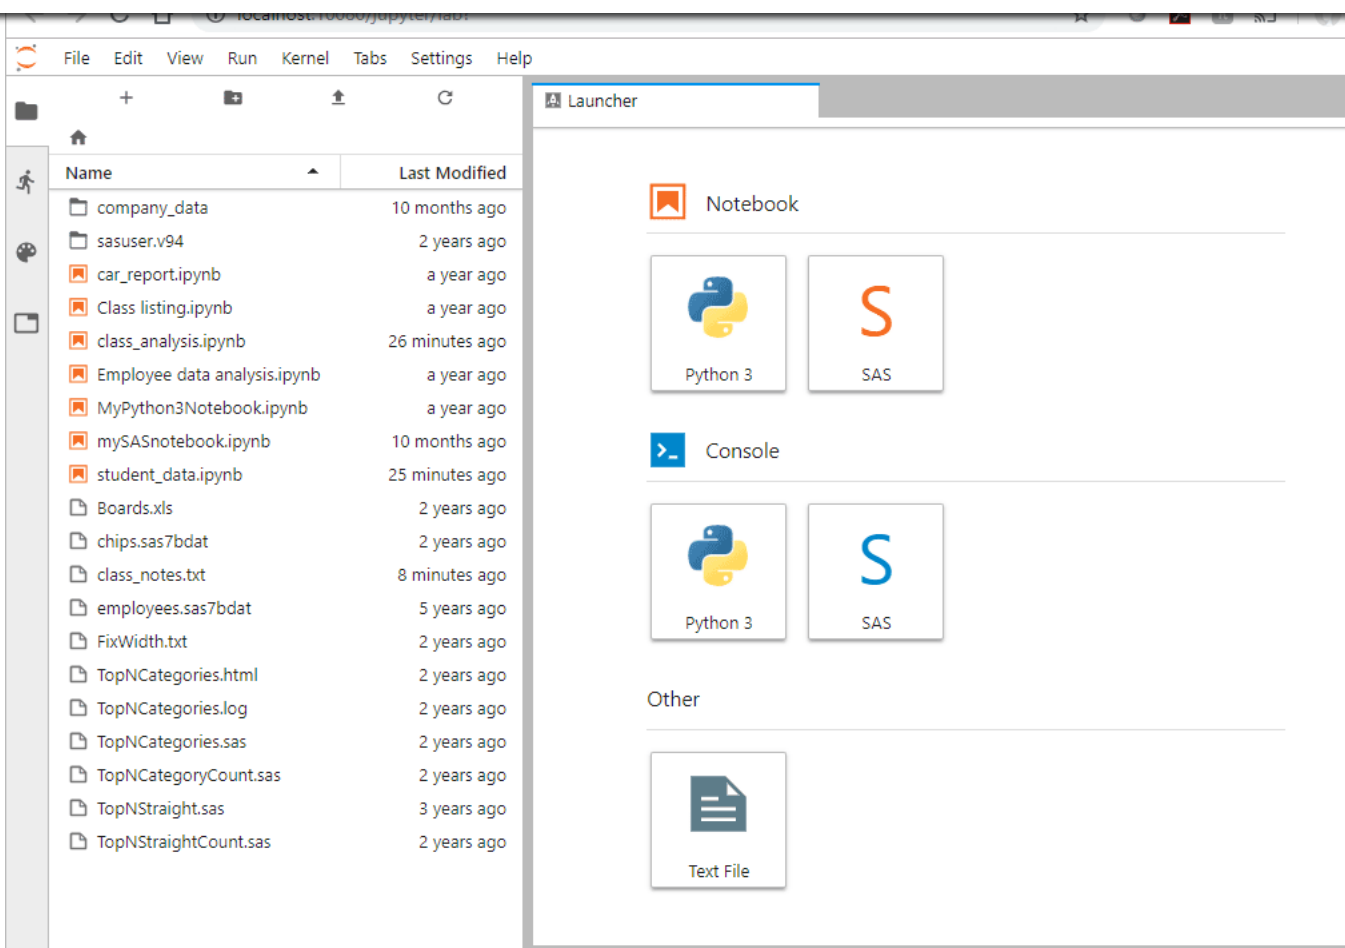 localhost:10080/jupyter/lab?
File Edit View Run Kernel Tabs Settings Help
Launcher
Name Last Modified
company_data 10 months ago
sasuser.v94 2 years ago
car_report.ipynb a year ago
Class listing.ipynb a year ago
class_analysis.ipynb 26 minutes ago
Employee data analysis.ipynb a year ago
MyPython3Notebook.ipynb a year ago
mySASnotebook.ipynb 10 months ago
student_data.ipynb 25 minutes ago
Boards.xls 2 years ago
chips.sas7bdat 2 years ago
class_notes.txt 8 minutes ago
employees.sas7bdat 5 years ago
FixWidth.txt 2 years ago
TopNCategories.html 2 years ago
TopNCategories.log 2 years ago
TopNCategories.sas 2 years ago
TopNCategoryCount.sas 2 years ago
TopNStraight.sas 3 years ago
TopNStraightCount.sas 2 years ago
Notebook
S
Python 3 SAS
Console
S
Python 3 SAS
Other
Text File